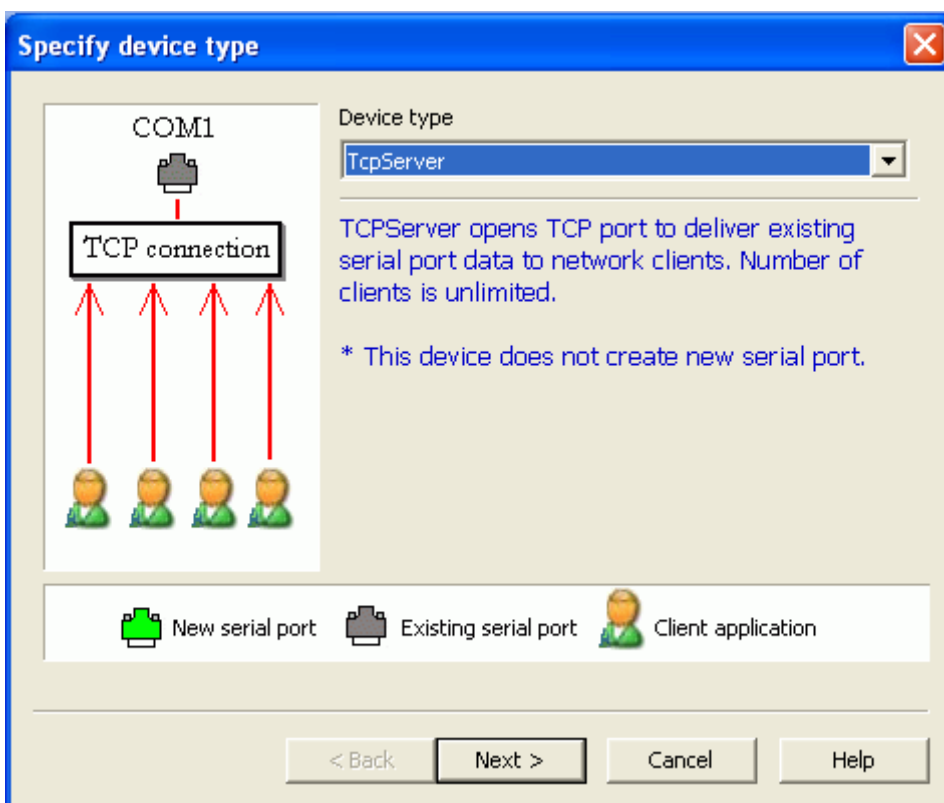 Specify device type
COM1
TCP connection
Device type
TcpServer
TCPServer opens TCP port to deliver existing
serial port data to network clients. Number of
clients is unlimited.
* This device does not create new serial port.
New serial port
Existing serial port
Client application
< Back
Next >
Cancel
Help